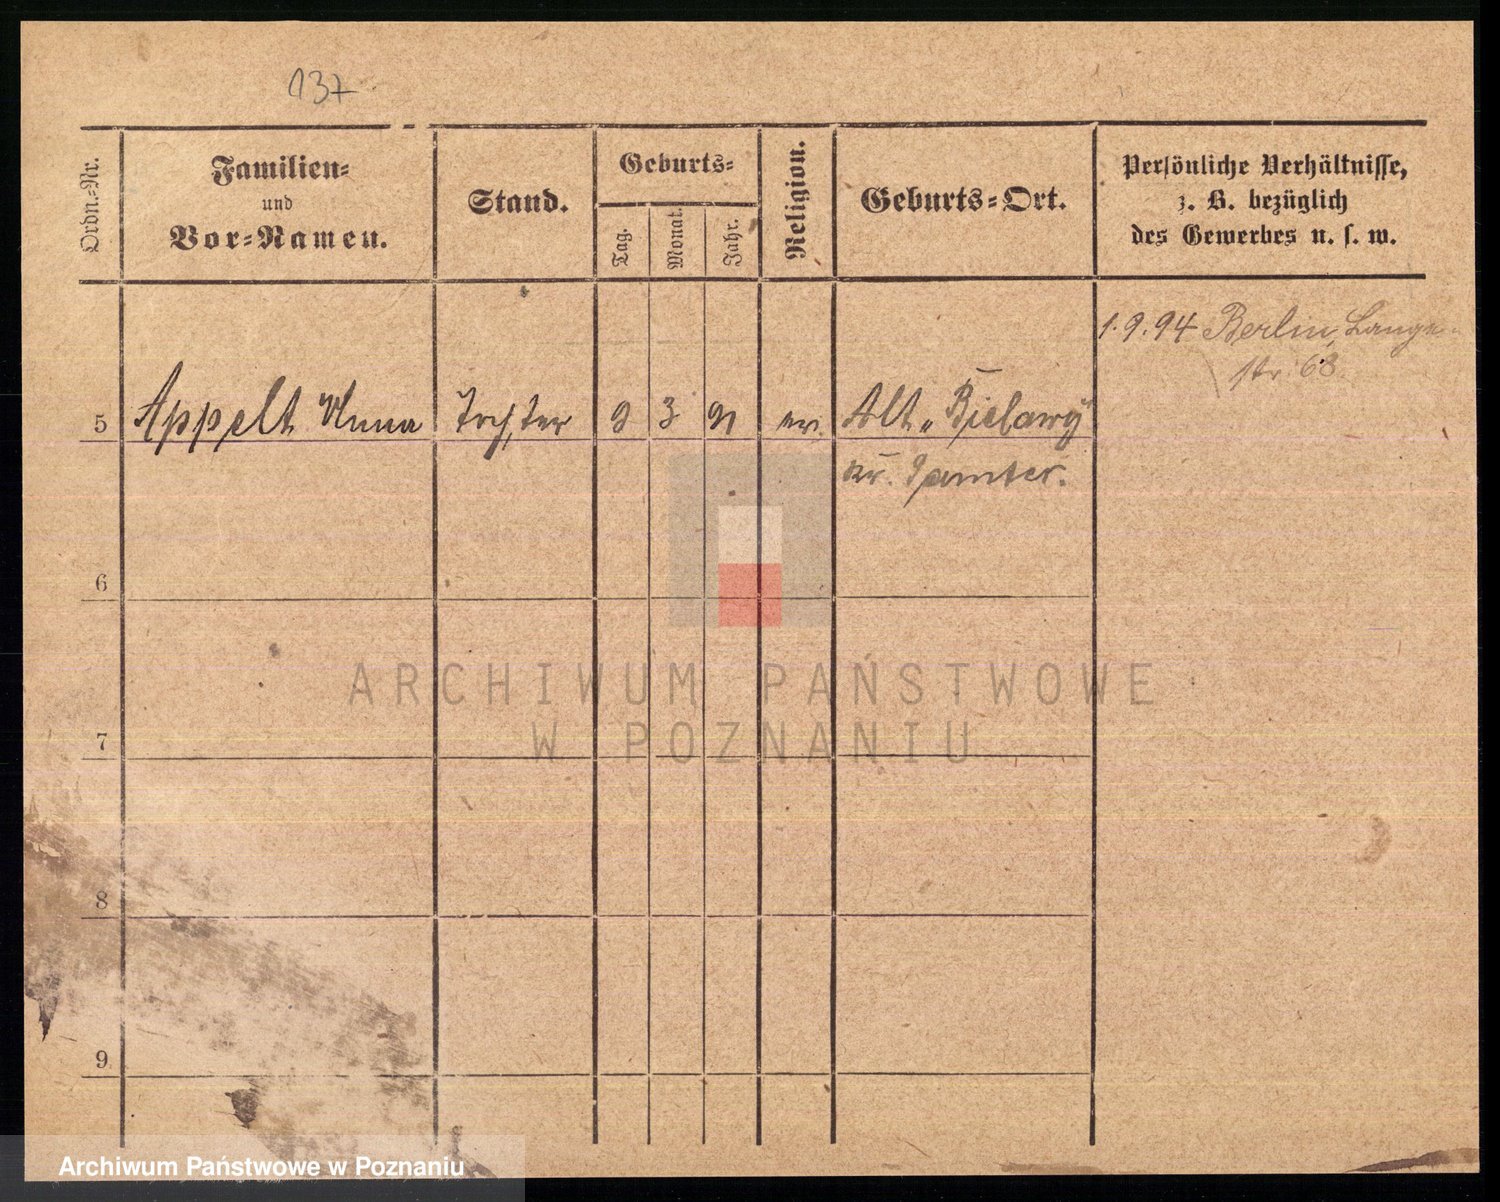 137
Ordn.-Nr.
Familien-
und
Vor-Namen.
Stand.
Geburts-
Tag.
Monat.
Jahr.
Religion.
Geburts-Ort.
Persönliche Verhältnisse,
z. B. bezüglich
des Gewerbes u. s. w.
1.9.94 Berlin, Lange-
str. 68
5 Appelt Anna Tochter 9 3 91 ev. Alt-Bielawy
Kr. Samter.
6
ARCHIWUM PAŃSTWOWE
W POZNANIU
7
8
9
Archiwum Państwowe w Poznaniu